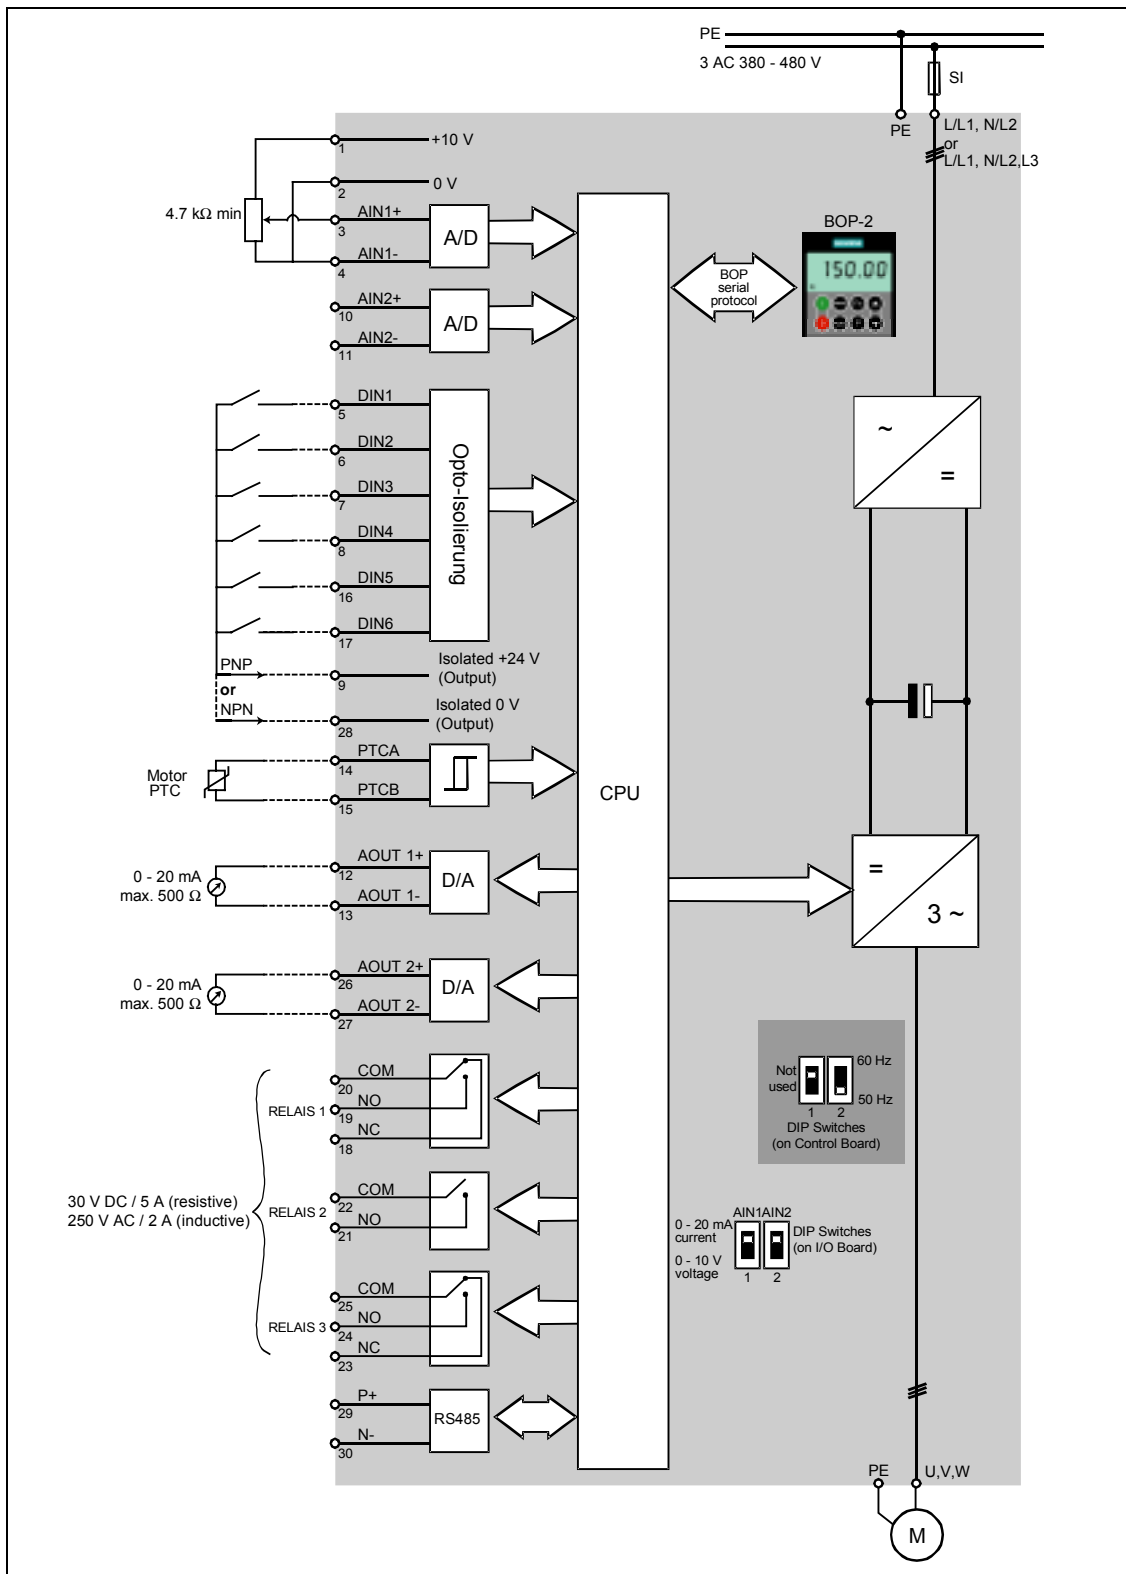 PE
3 AC 380 - 480 V
SI
PE
L/L1, N/L2
or
L/L1, N/L2,L3
1
+10 V
2
0 V
4.7 kΩ min
AIN1+
3
A/D
AIN1-
4
BOP-2
SIEMENS
150.00
BOP
serial
protocol
AIN2+
10
A/D
AIN2-
11
DIN1
5
DIN2
6
DIN3
7
DIN4
8
DIN5
16
DIN6
17
Opto-Isolierung
~
=
PNP
9
Isolated +24 V
(Output)
or
NPN
28
Isolated 0 V
(Output)
Motor
PTC
PTCA
14
PTCB
15
CPU
0 - 20 mA
max. 500 Ω
AOUT 1+
12
D/A
AOUT 1-
13
=
3 ~
0 - 20 mA
max. 500 Ω
AOUT 2+
26
D/A
AOUT 2-
27
Not
used
60 Hz
50 Hz
1 2
DIP Switches
(on Control Board)
30 V DC / 5 A (resistive)
250 V AC / 2 A (inductive)
RELAIS 1
COM
20
NO
19
NC
18
RELAIS 2
COM
22
NO
21
0 - 20 mA
current
0 - 10 V
voltage
AIN1AIN2
1 2
DIP Switches
(on I/O Board)
RELAIS 3
COM
25
NO
24
NC
23
P+
29
RS485
N-
30
PE
U,V,W
M